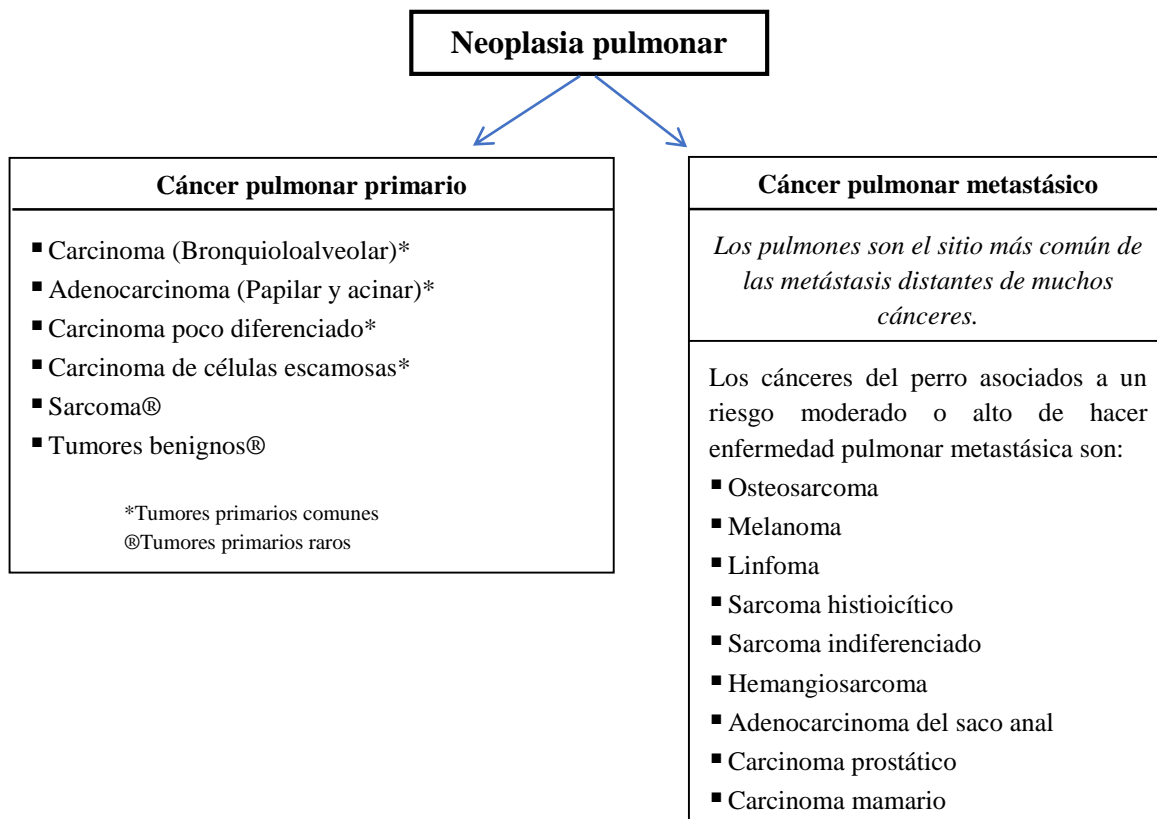 Neoplasia pulmonar
Cáncer pulmonar primario
▪ Carcinoma (Bronquioloalveolar)*
▪ Adenocarcinoma (Papilar y acinar)*
▪ Carcinoma poco diferenciado*
▪ Carcinoma de células escamosas*
▪ Sarcoma®
▪ Tumores benignos®
*Tumores primarios comunes
®Tumores primarios raros
Cáncer pulmonar metastásico
Los pulmones son el sitio más común de
las metástasis distantes de muchos
cánceres.
Los cánceres del perro asociados a un
riesgo moderado o alto de hacer
enfermedad pulmonar metastásica son:
▪ Osteosarcoma
▪ Melanoma
▪ Linfoma
▪ Sarcoma histioicítico
▪ Sarcoma indiferenciado
▪ Hemangiosarcoma
▪ Adenocarcinoma del saco anal
▪ Carcinoma prostático
▪ Carcinoma mamario